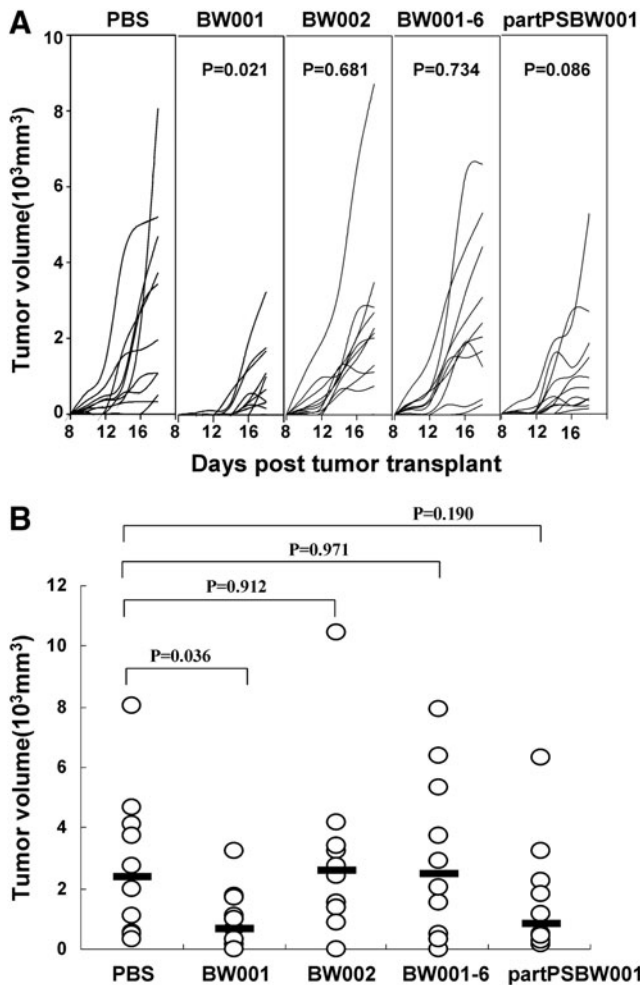 A
PBS BW001 BW002 BW001-6 partPSBW001
P=0.021 P=0.681 P=0.734 P=0.086
Tumor volume(10³mm³)
10
8
6
4
2
0
8 12 16 8 12 16 8 12 16 8 12 16 8 12 16
Days post tumor transplant
B
P=0.190
P=0.971
P=0.912
P=0.036
Tumor volume(10³mm³)
12
10
8
6
4
2
0
PBS BW001 BW002 BW001-6 partPSBW001